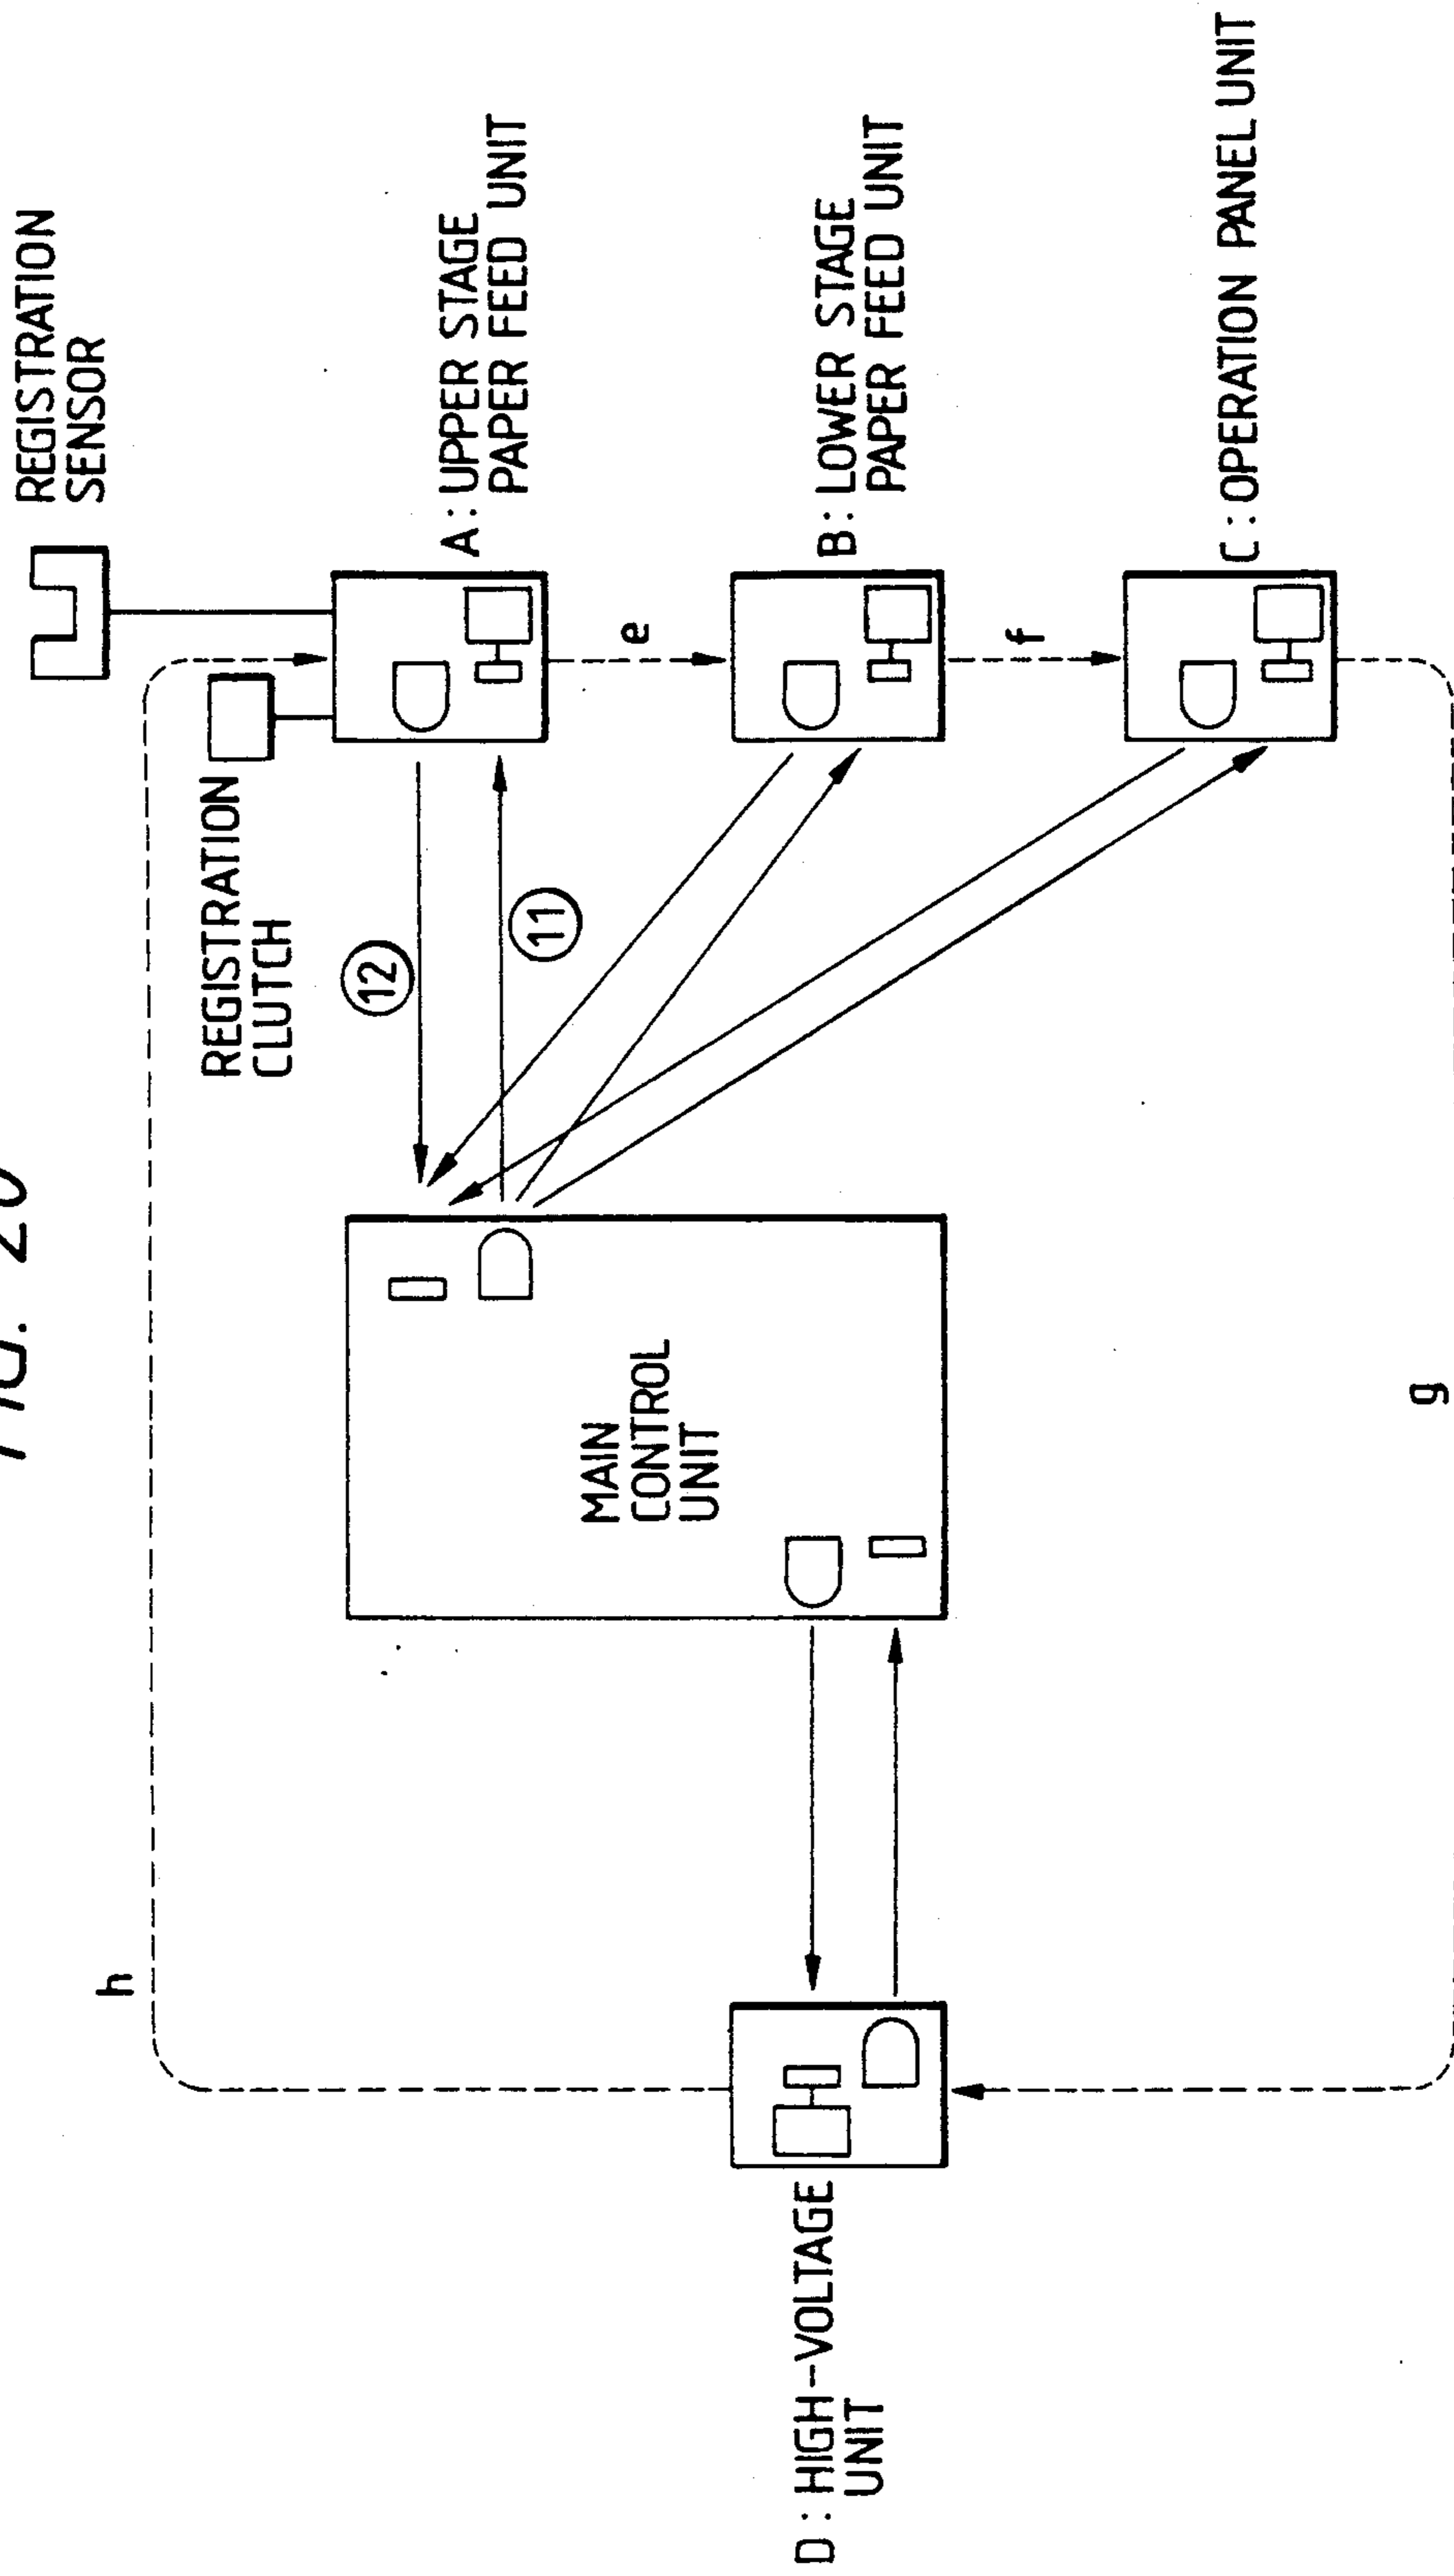 FIG. 20
REGISTRATION
SENSOR
REGISTRATION
CLUTCH
h
A : UPPER STAGE
PAPER FEED UNIT
12
11
e
MAIN
CONTROL
UNIT
D : HIGH-VOLTAGE
UNIT
B : LOWER STAGE
PAPER FEED UNIT
f
C : OPERATION PANEL UNIT
g